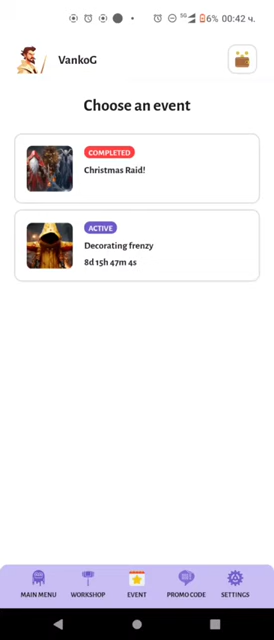 5G 6% 00:42 ч.
VankoG
Choose an event
COMPLETED
Christmas Raid!
ACTIVE
Decorating frenzy
8d 15h 47m 4s
MAIN MENU WORKSHOP EVENT PROMO CODE SETTINGS